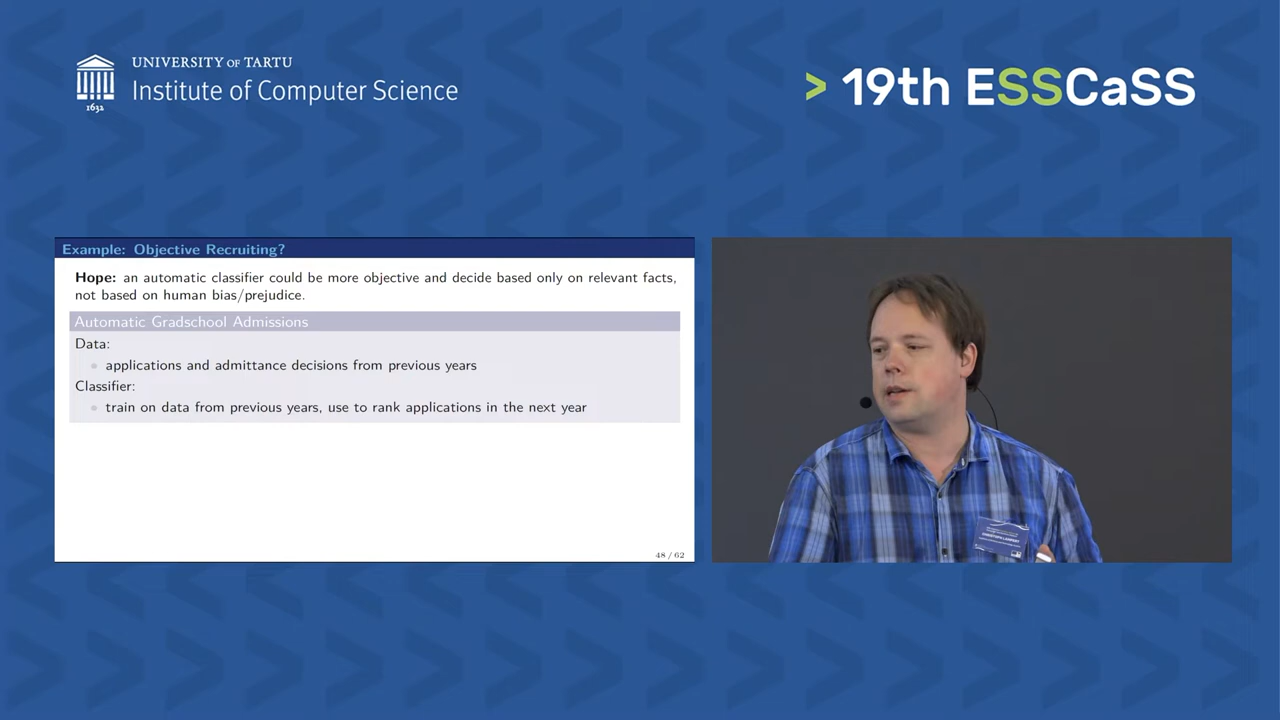 UNIVERSITY OF TARTU
Institute of Computer Science
1632
> 19th ESSCaSS
Example: Objective Recruiting?
Hope: an automatic classifier could be more objective and decide based only on relevant facts,
not based on human bias/prejudice.
Automatic Gradschool Admissions
Data:
• applications and admittance decisions from previous years
Classifier:
• train on data from previous years, use to rank applications in the next year
48 / 62